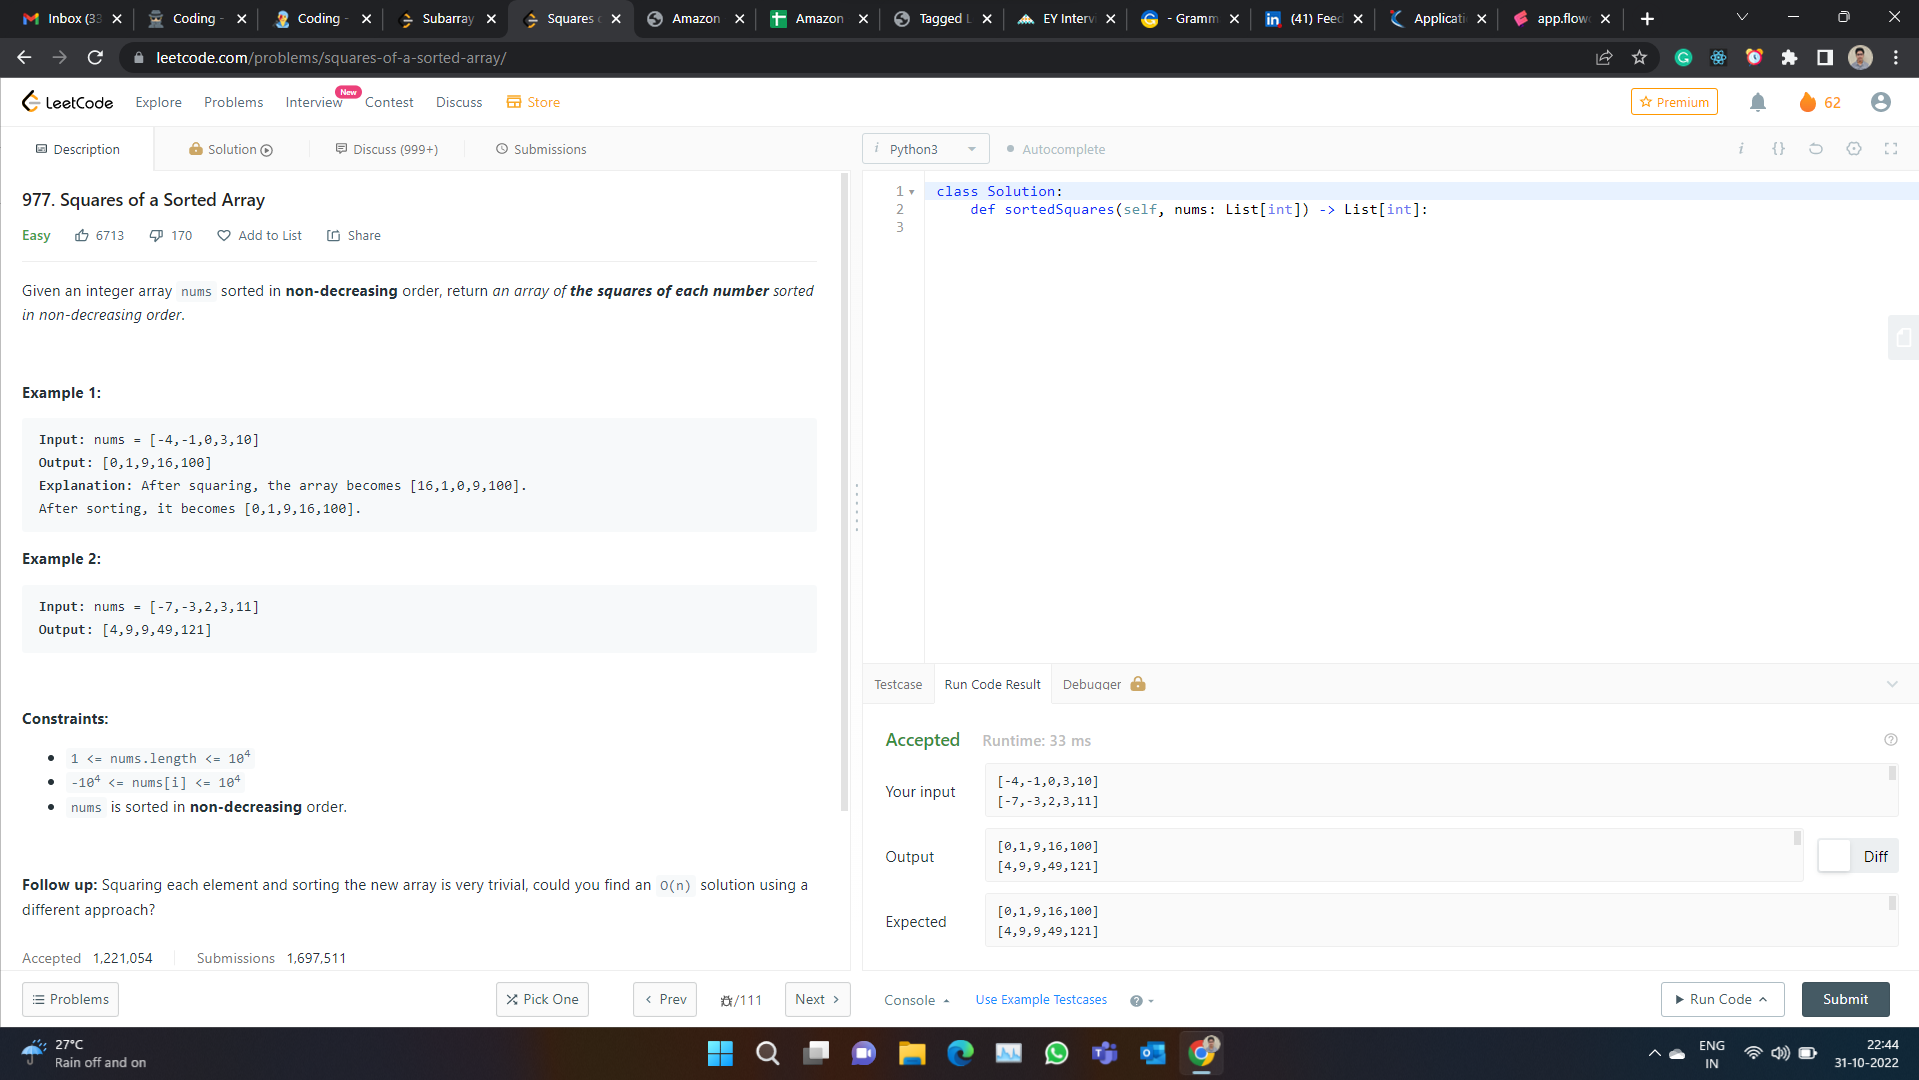 Inbox (33
Coding -
Coding -
Subarray
Squares o
Amazon
Amazon
Tagged L
EY Interv
- Gramm
(41) Feed
Applicati
app.flow
leetcode.com/problems/squares-of-a-sorted-array/
LeetCode
Explore
Problems
Interview
New
Contest
Discuss
Store
Premium
62
Description
Solution
Discuss (999+)
Submissions
977. Squares of a Sorted Array
Easy
6713
170
Add to List
Share
Given an integer array nums sorted in non-decreasing order, return an array of the squares of each number sorted
in non-decreasing order.
Example 1:
Input: nums = [-4,-1,0,3,10]
Output: [0,1,9,16,100]
Explanation: After squaring, the array becomes [16,1,0,9,100].
After sorting, it becomes [0,1,9,16,100].
Example 2:
Input: nums = [-7,-3,2,3,11]
Output: [4,9,9,49,121]
Constraints:
• 1 <= nums.length <= 10⁴
• -10⁴ <= nums[i] <= 10⁴
• nums is sorted in non-decreasing order.
Follow up: Squaring each element and sorting the new array is very trivial, could you find an O(n) solution using a
different approach?
Accepted 1,221,054
Submissions 1,697,511
Problems
Pick One
Prev
/111
Next
i Python3
Autocomplete
i {}
1 class Solution:
2 def sortedSquares(self, nums: List[int]) -> List[int]:
3
Testcase
Run Code Result
Debugger
Accepted
Runtime: 33 ms
Your input
[-4,-1,0,3,10]
[-7,-3,2,3,11]
Output
[0,1,9,16,100]
[4,9,9,49,121]
Diff
Expected
[0,1,9,16,100]
[4,9,9,49,121]
Console
Use Example Testcases
Run Code
Submit
27°C
Rain off and on
ENG
IN
22:44
31-10-2022